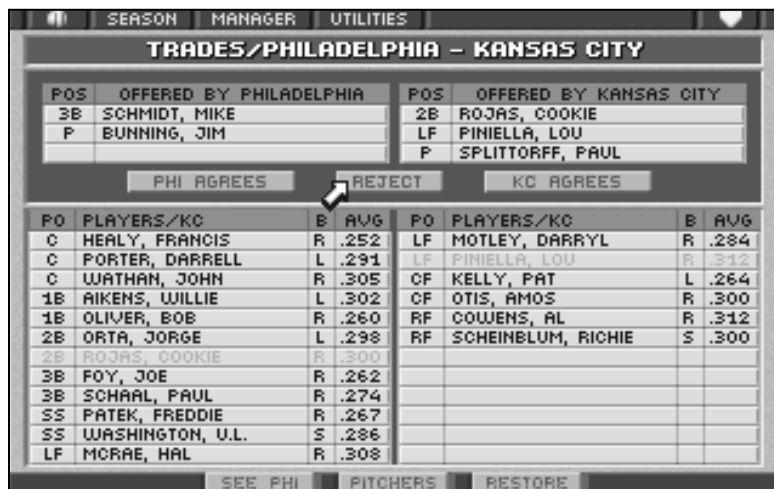 SEASON MANAGER UTILITIES
TRADES/PHILADELPHIA - KANSAS CITY
POS OFFERED BY PHILADELPHIA
3B SCHMIDT, MIKE
P BUNNING, JIM
POS OFFERED BY KANSAS CITY
2B ROJAS, COOKIE
LF PINIELLA, LOU
P SPLITTORFF, PAUL
PHI AGREES REJECT KC AGREES
PO PLAYERS/KC B AVG
C HEALY, FRANCIS R .252
C PORTER, DARRELL L .291
C WATHAN, JOHN R .305
1B AIKENS, WILLIE L .302
1B OLIVER, BOB R .260
2B ORTA, JORGE L .298
2B ROJAS, COOKIE R .300
3B FOY, JOE R .262
3B SCHAAL, PAUL R .274
SS PATEK, FREDDIE R .267
SS WASHINGTON, U.L. S .286
LF MCRAE, HAL R .308
PO PLAYERS/KC B AVG
LF MOTLEY, DARRYL R .284
LF PINIELLA, LOU R .312
CF KELLY, PAT L .264
CF OTIS, AMOS R .300
RF COWENS, AL R .312
RF SCHEINBLUM, RICHIE S .300
SEE PHI PITCHERS RESTORE